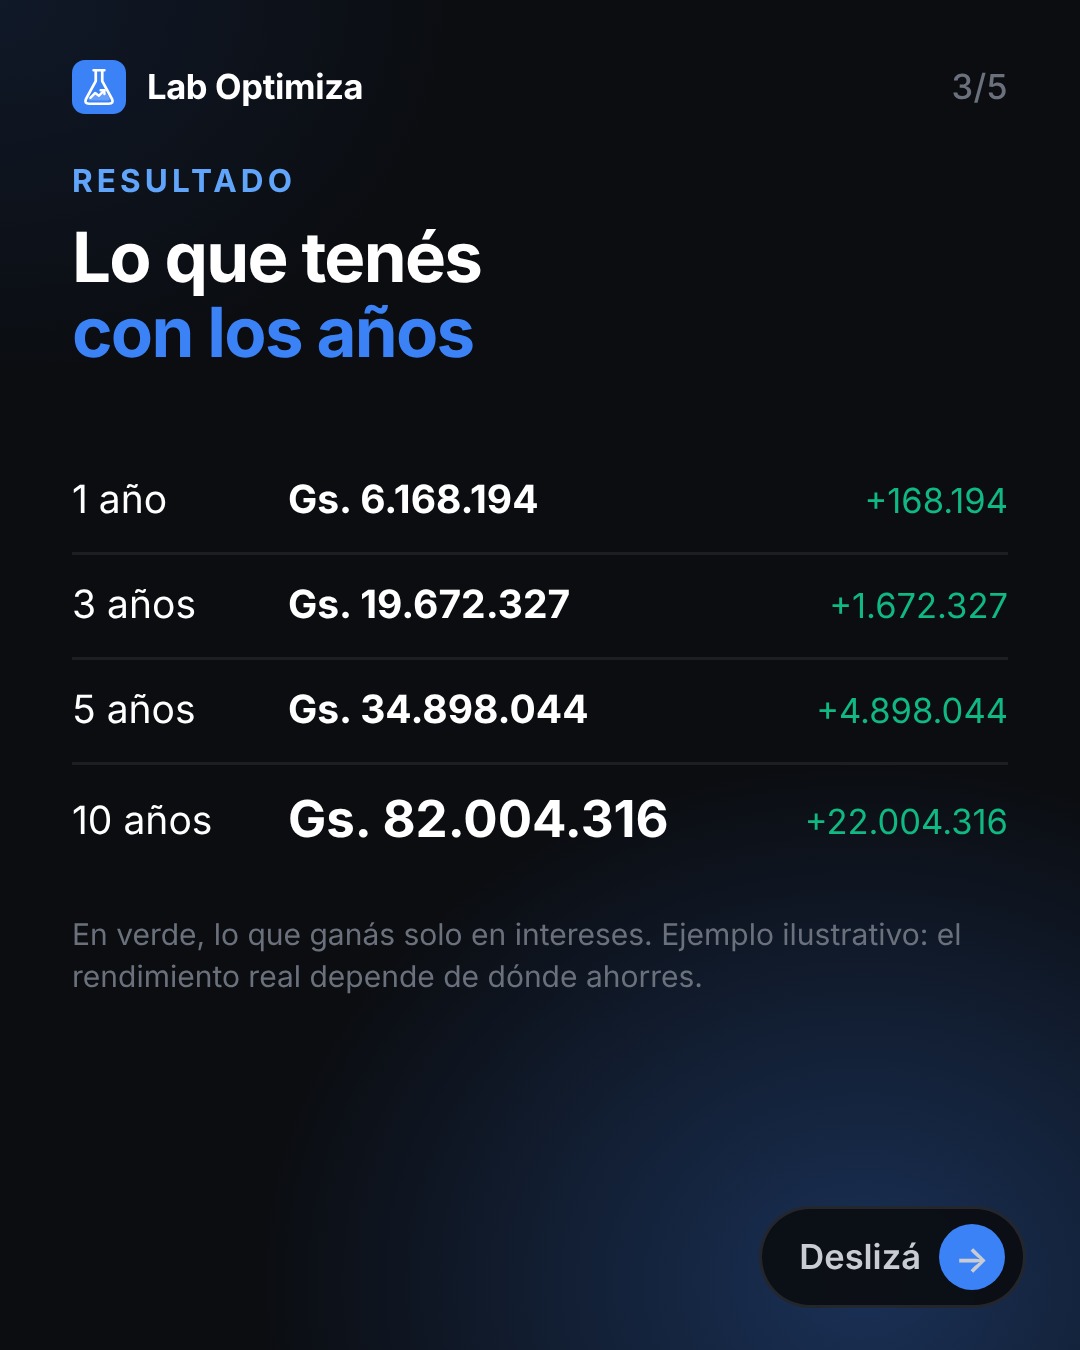 Lab Optimiza
3/5
RESULTADO
Lo que tenés
con los años
1 año Gs. 6.168.194 +168.194
3 años Gs. 19.672.327 +1.672.327
5 años Gs. 34.898.044 +4.898.044
10 años Gs. 82.004.316 +22.004.316
En verde, lo que ganás solo en intereses. Ejemplo ilustrativo: el
rendimiento real depende de dónde ahorres.
Deslizá →